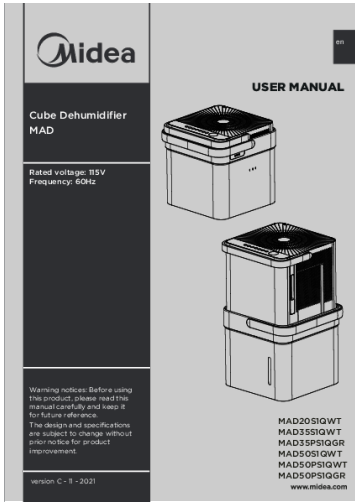 Midea
en
USER MANUAL
Cube Dehumidifier
MAD
Rated voltage: 115V
Frequency: 60Hz
Warning notices: Before using
this product, please read this
manual carefully and keep it
for future reference.
The design and specifications
are subject to change without
prior notice for product
improvement.
version C - 11 - 2021
MAD20S1QWT
MAD35S1QWT
MAD35PS1QGR
MAD50S1QWT
MAD50PS1QWT
MAD50PS1QGR
www.midea.com